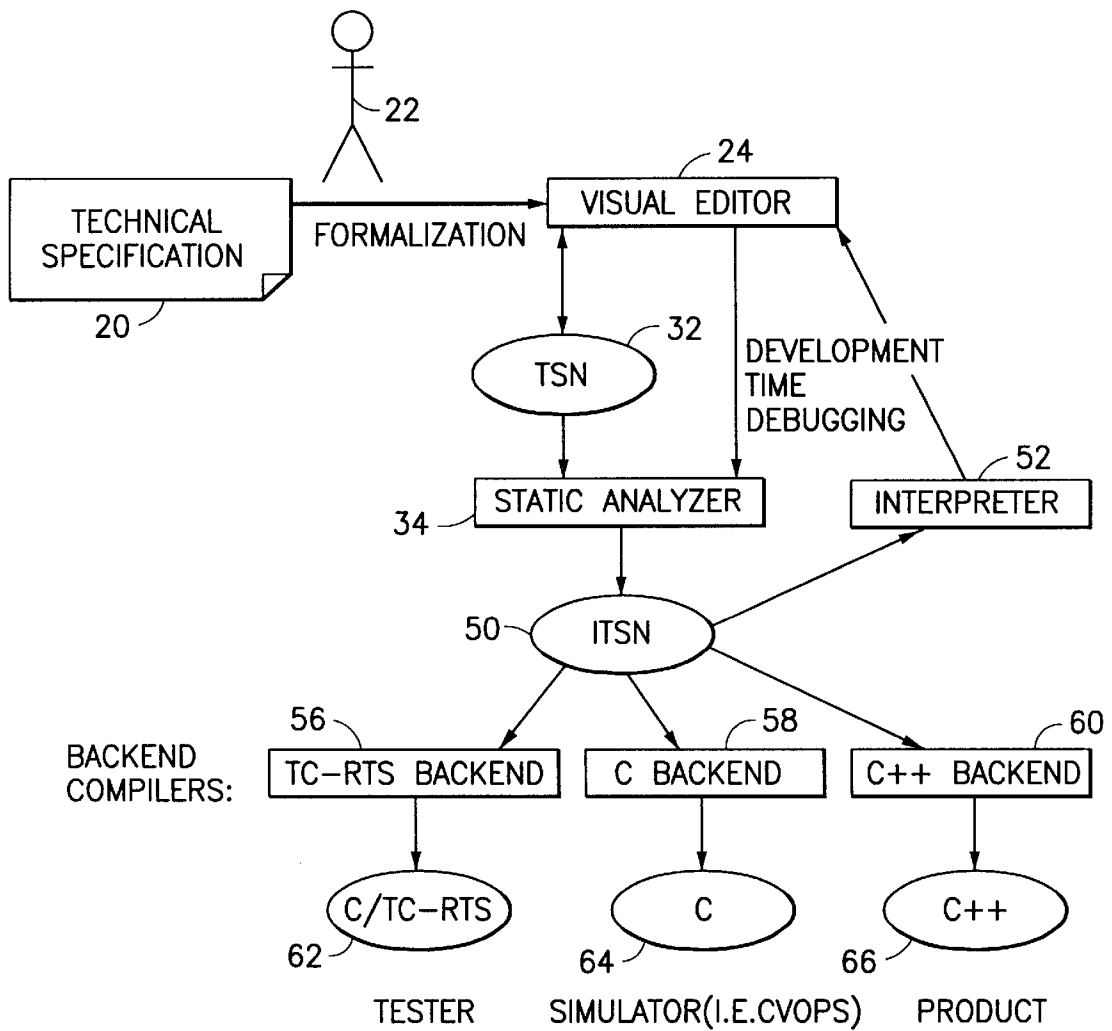 22
24
TECHNICAL
SPECIFICATION
FORMALIZATION
VISUAL EDITOR
20
32
TSN
DEVELOPMENT
TIME
DEBUGGING
34
STATIC ANALYZER
52
INTERPRETER
50
ITSN
BACKEND
COMPILERS:
56
TC-RTS BACKEND
58
C BACKEND
60
C++ BACKEND
C/TC-RTS
C
C++
62
64
66
TESTER
SIMULATOR(I.E.CVOPS)
PRODUCT